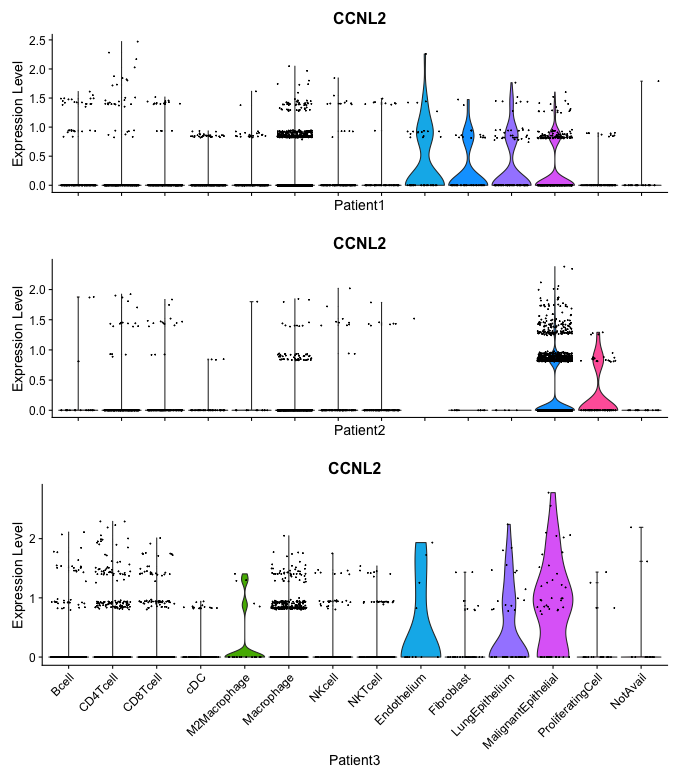 CCNL2
Expression Level
2.5
2.0
1.5
1.0
0.5
0.0
Patient1
CCNL2
Expression Level
2.0
1.5
1.0
0.5
0.0
Patient2
CCNL2
Expression Level
2
1
0
Bcell
CD4Tcell
CD8Tcell
cDC
M2Macrophage
Macrophage
NKcell
NKTcell
Endothelium
Fibroblast
LungEpithelium
MalignantEpithelial
ProliferatingCell
NotAvail
Patient3